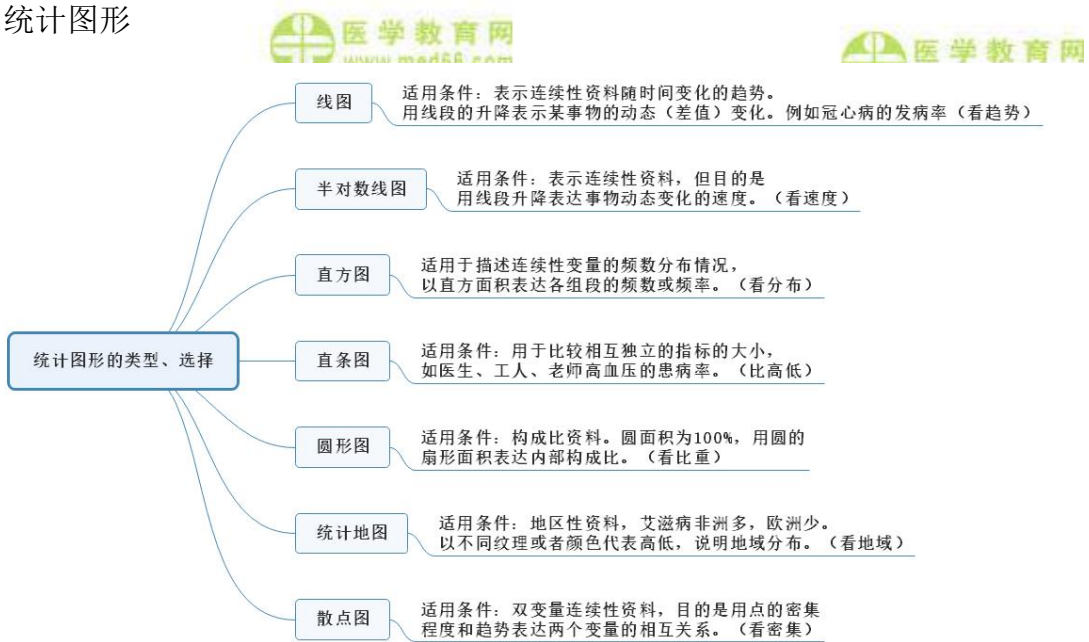 统计图形
医学教育网
www.med66.com
医学教育网
线图
适用条件：表示连续性资料随时间变化的趋势。
用线段的升降表示某事物的动态（差值）变化。例如冠心病的发病率（看趋势）
半对数线图
适用条件：表示连续性资料，但目的是
用线段升降表达事物动态变化的速度。（看速度）
直方图
适用于描述连续性变量的频数分布情况，
以直方面积表达各组段的频数或频率。（看分布）
统计图形的类型、选择
直条图
适用条件：用于比较相互独立的指标的大小，
如医生、工人、老师高血压的患病率。（比高低）
圆形图
适用条件：构成比资料。圆面积为100%，用圆的
扇形面积表达内部构成比。（看比重）
统计地图
适用条件：地区性资料，艾滋病非洲多，欧洲少。
以不同纹理或者颜色代表高低，说明地域分布。（看地域）
散点图
适用条件：双变量连续性资料，目的是用点的密集
程度和趋势表达两个变量的相互关系。（看密集）